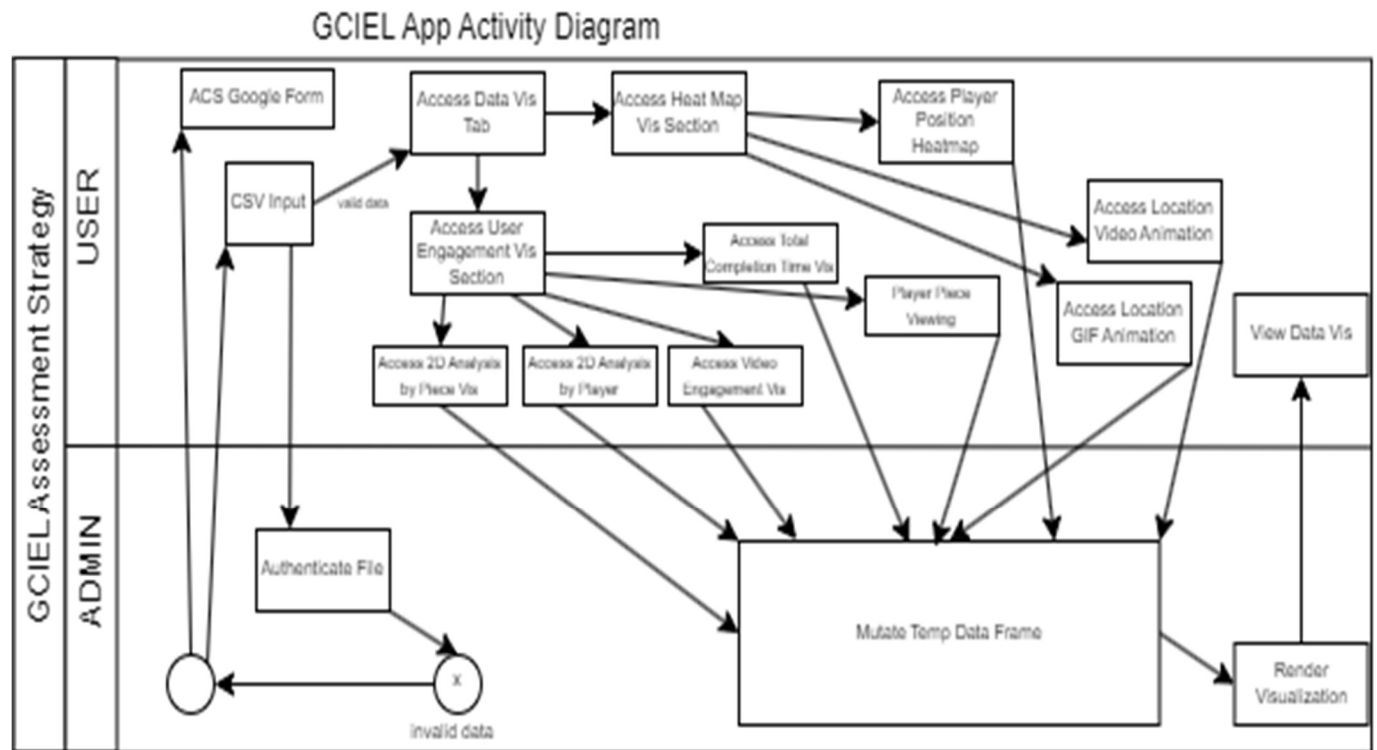 GCIEL App Activity Diagram
GCIEL Assessment Strategy
USER
ADMIN
ACS Google Form
CSV Input
valid data
Access Data Vis
Tab
Access Heat Map
Vis Section
Access Player
Position
Heatmap
Access Location
Video Animation
Access User
Engagement Vis
Section
Access Total
Completion Time Vis
Player Piece
Viewing
Access Location
GIF Animation
View Data Vis
Access 2D Analysis
by Piece Vis
Access 2D Analysis
by Player
Access Video
Engagement Vis
Authenticate File
X
invalid data
Mutate Temp Data Frame
Render
Visualization